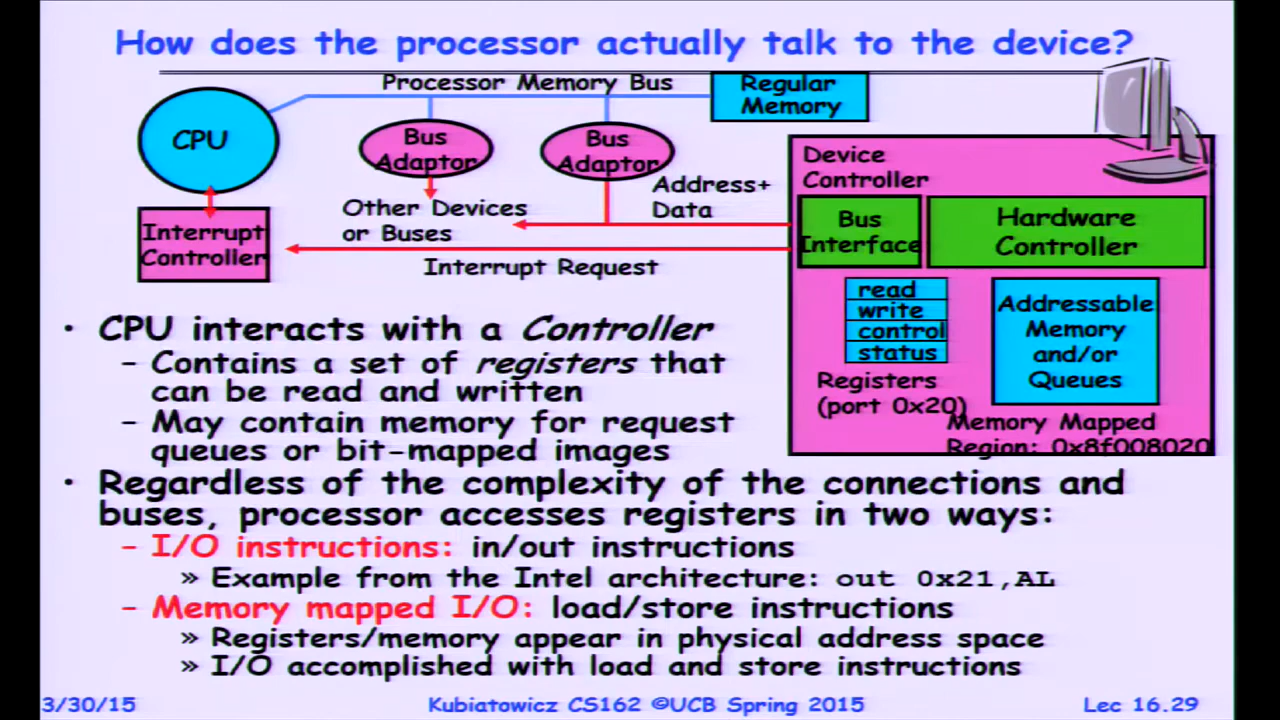 How does the processor actually talk to the device?
Processor Memory Bus
Regular
Memory
CPU
Bus
Adaptor
Bus
Adaptor
Device
Controller
Address+
Data
Other Devices
or Buses
Interrupt
Controller
Interrupt Request
Bus
Interface
Hardware
Controller
read
write
control
status
Addressable
Memory
and/or
Queues
Registers
(port 0x20)
Memory Mapped
Region: 0x8f008020
• CPU interacts with a Controller
– Contains a set of registers that
can be read and written
– May contain memory for request
queues or bit-mapped images
• Regardless of the complexity of the connections and
buses, processor accesses registers in two ways:
– I/O instructions: in/out instructions
» Example from the Intel architecture: out 0x21,AL
– Memory mapped I/O: load/store instructions
» Registers/memory appear in physical address space
» I/O accomplished with load and store instructions
3/30/15
Kubiatowicz CS162 ©UCB Spring 2015
Lec 16.29